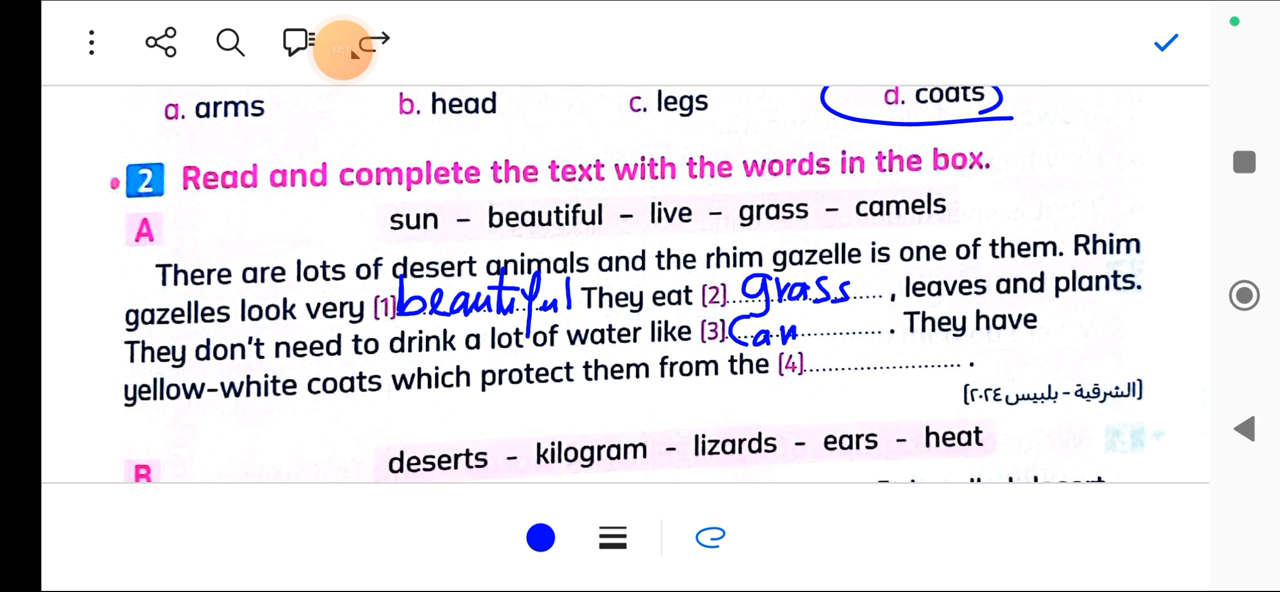 a. arms b. head c. legs d. coats
2 Read and complete the text with the words in the box.
A sun - beautiful - live - grass - camels
There are lots of desert animals and the rhim gazelle is one of them. Rhim
gazelles look very [1] beautiful They eat [2] grass , leaves and plants.
They don't need to drink a lot of water like [3] Cam . They have
yellow-white coats which protect them from the [4] .
[الشرقية - بلبيس ٢٠٢٤]
B deserts - kilogram - lizards - ears - heat